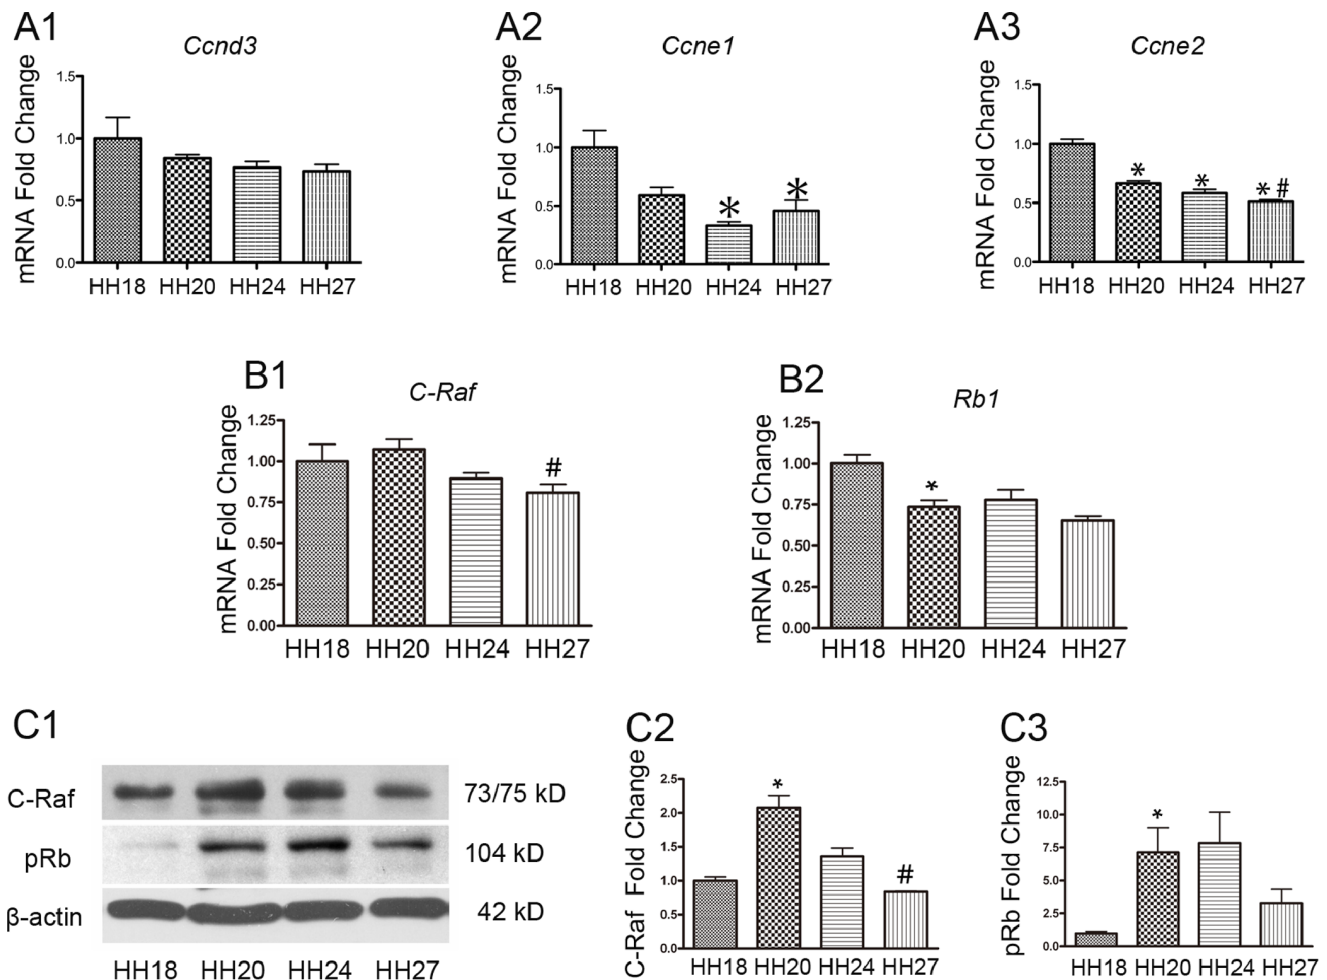 A1
Ccnd3
mRNA Fold Change
1.5
1.0
0.5
0.0
HH18 HH20 HH24 HH27
A2
Ccne1
mRNA Fold Change
1.5
1.0
*
*
0.5
0.0
HH18 HH20 HH24 HH27
A3
Ccne2
mRNA Fold Change
1.5
1.0
* * * #
0.5
0.0
HH18 HH20 HH24 HH27
B1
C-Raf
mRNA Fold Change
1.25
1.00
#
0.75
0.50
0.25
0.00
HH18 HH20 HH24 HH27
B2
Rb1
mRNA Fold Change
1.25
1.00
*
0.75
0.50
0.25
0.00
HH18 HH20 HH24 HH27
C1
C-Raf 73/75 kD
pRb 104 kD
β-actin 42 kD
HH18 HH20 HH24 HH27
C2
C-Raf Fold Change
2.5
*
2.0
1.5
1.0
#
0.5
0.0
HH18 HH20 HH24 HH27
C3
pRb Fold Change
12.5
10.0
*
7.5
5.0
2.5
0.0
HH18 HH20 HH24 HH27